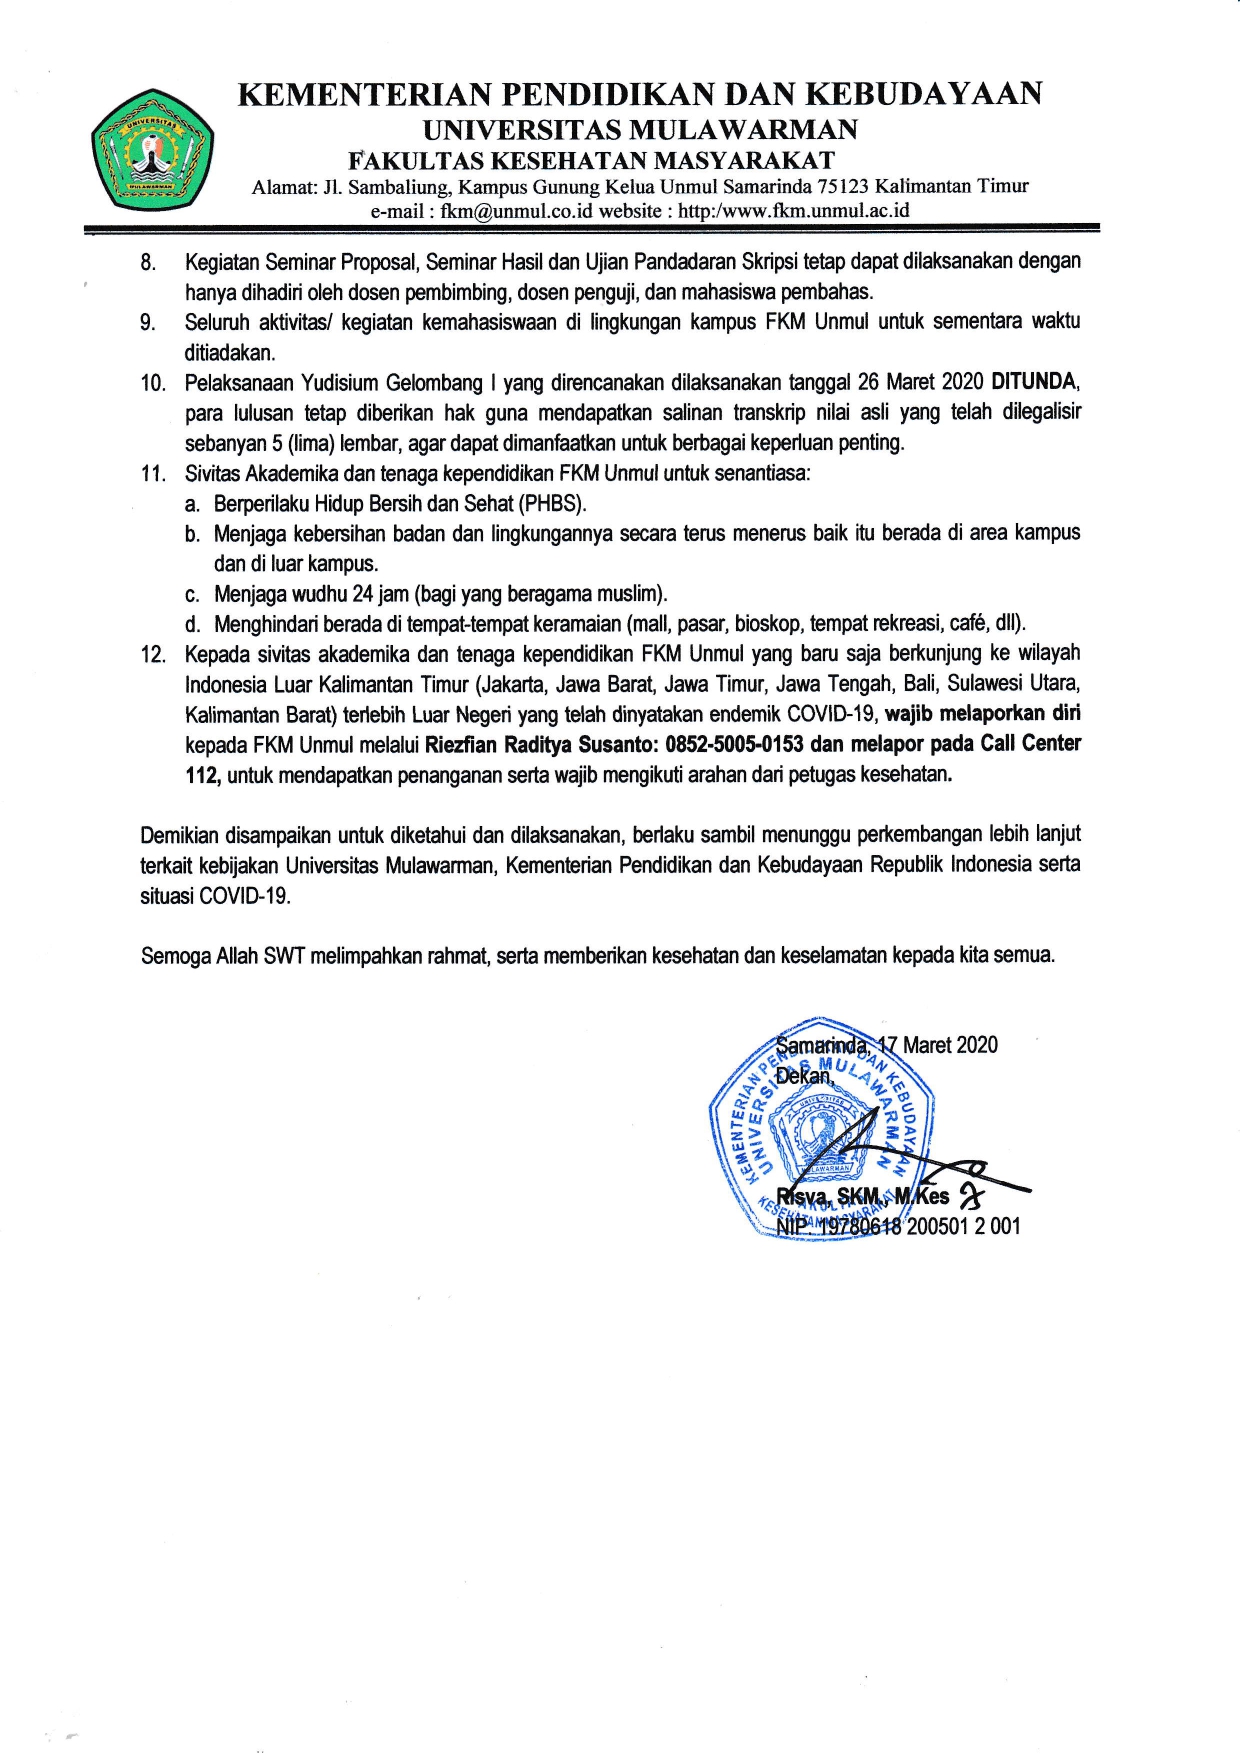 KEMENTERIAN PENDIDIKAN DAN KEBUDAYAAN
UNIVERSITAS MULAWARMAN
FAKULTAS KESEHATAN MASYARAKAT
Alamat: Jl. Sambaliung, Kampus Gunung Kelua Unmul Samarinda 75123 Kalimantan Timur
e-mail : fkm@unmul.co.id website : http:/www.fkm.unmul.ac.id
UNIVERSITAS
MULAWARMAN
8. Kegiatan Seminar Proposal, Seminar Hasil dan Ujian Pandadaran Skripsi tetap dapat dilaksanakan dengan
hanya dihadiri oleh dosen pembimbing, dosen penguji, dan mahasiswa pembahas.
9. Seluruh aktivitas/ kegiatan kemahasiswaan di lingkungan kampus FKM Unmul untuk sementara waktu
ditiadakan.
10. Pelaksanaan Yudisium Gelombang I yang direncanakan dilaksanakan tanggal 26 Maret 2020 DITUNDA,
para lulusan tetap diberikan hak guna mendapatkan salinan transkrip nilai asli yang telah dilegalisir
sebanyan 5 (lima) lembar, agar dapat dimanfaatkan untuk berbagai keperluan penting.
11. Sivitas Akademika dan tenaga kependidikan FKM Unmul untuk senantiasa:
a. Berperilaku Hidup Bersih dan Sehat (PHBS).
b. Menjaga kebersihan badan dan lingkungannya secara terus menerus baik itu berada di area kampus
dan di luar kampus.
c. Menjaga wudhu 24 jam (bagi yang beragama muslim).
d. Menghindari berada di tempat-tempat keramaian (mall, pasar, bioskop, tempat rekreasi, café, dll).
12. Kepada sivitas akademika dan tenaga kependidikan FKM Unmul yang baru saja berkunjung ke wilayah
Indonesia Luar Kalimantan Timur (Jakarta, Jawa Barat, Jawa Timur, Jawa Tengah, Bali, Sulawesi Utara,
Kalimantan Barat) terlebih Luar Negeri yang telah dinyatakan endemik COVID-19, wajib melaporkan diri
kepada FKM Unmul melalui Riezfian Raditya Susanto: 0852-5005-0153 dan melapor pada Call Center
112, untuk mendapatkan penanganan serta wajib mengikuti arahan dari petugas kesehatan.
Demikian disampaikan untuk diketahui dan dilaksanakan, berlaku sambil menunggu perkembangan lebih lanjut
terkait kebijakan Universitas Mulawarman, Kementerian Pendidikan dan Kebudayaan Republik Indonesia serta
situasi COVID-19.
Semoga Allah SWT melimpahkan rahmat, serta memberikan kesehatan dan keselamatan kepada kita semua.
Samarinda, 17 Maret 2020
Dekan,
KEMENTERIAN PENDIDIKAN DAN KEBUDAYAAN
UNIVERSITAS MULAWARMAN
UNIVERSITAS
MULAWARMAN
Risva, SKM., M.Kes
FAKULTAS
KESEHATAN MASYARAKAT
NIP. 19780618 200501 2 001